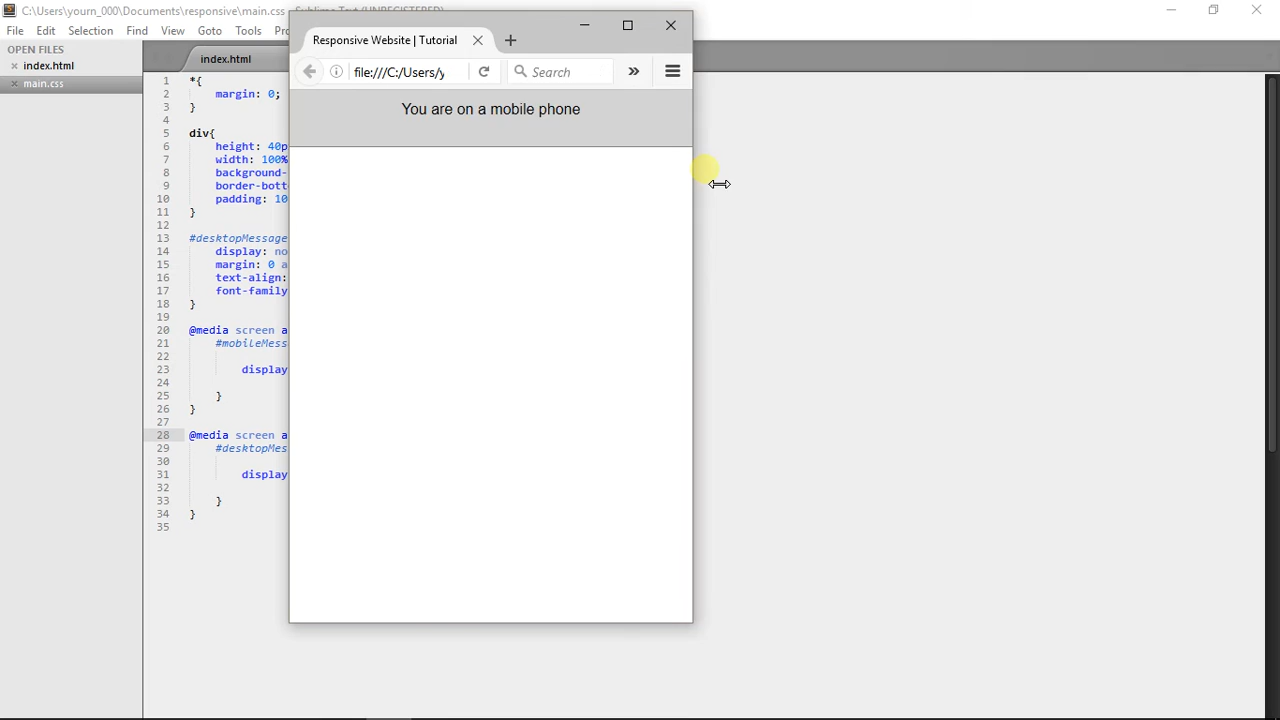 C:\Users\yourn_000\Documents\responsive\main.css - Sublime Text (UNREGISTERED)
File Edit Selection Find View Goto Tools
OPEN FILES
index.html
main.css
index.html
Responsive Website | Tutorial
file:///C:/Users/y
Search
You are on a mobile phone
1 *{
2 margin: 0;
3 }
4
5 div{
6 height: 40p
7 width: 100%
8 background-
9 border-bott
10 padding: 10
11 }
12
13 #desktopMessage
14 display: no
15 margin: 0 a
16 text-align:
17 font-family
18 }
19
20 @media screen a
21 #mobileMess
22
23 display
24
25 }
26 }
27
28 @media screen a
29 #desktopMes
30
31 display
32
33 }
34 }
35